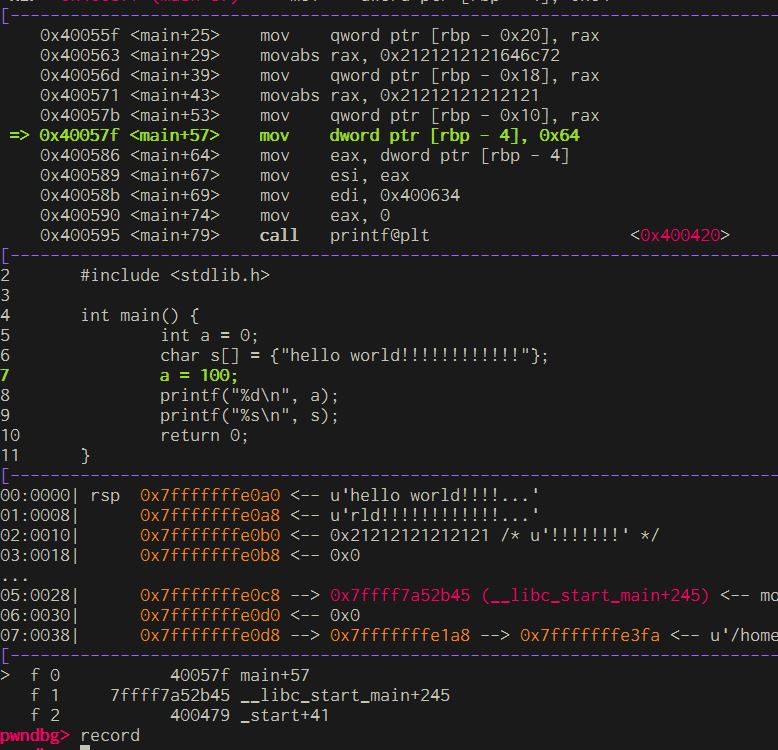 [-----------------------------------------------------------------------------
0x40055f <main+25> mov qword ptr [rbp - 0x20], rax
0x400563 <main+29> movabs rax, 0x2121212121646c72
0x40056d <main+39> mov qword ptr [rbp - 0x18], rax
0x400571 <main+43> movabs rax, 0x21212121212121
0x40057b <main+53> mov qword ptr [rbp - 0x10], rax
=> 0x40057f <main+57> mov dword ptr [rbp - 4], 0x64
0x400586 <main+64> mov eax, dword ptr [rbp - 4]
0x400589 <main+67> mov esi, eax
0x40058b <main+69> mov edi, 0x400634
0x400590 <main+74> mov eax, 0
0x400595 <main+79> call printf@plt <0x400420>
[-----------------------------------------------------------------------------
2 #include <stdlib.h>
3
4 int main() {
5 int a = 0;
6 char s[] = {"hello world!!!!!!!!!!!!"};
7 a = 100;
8 printf("%d\n", a);
9 printf("%s\n", s);
10 return 0;
11 }
[-----------------------------------------------------------------------------
00:0000| rsp 0x7fffffffe0a0 <-- u'hello world!!!!...'
01:0008| 0x7fffffffe0a8 <-- u'rld!!!!!!!!!!!!...'
02:0010| 0x7fffffffe0b0 <-- 0x21212121212121 /* u'!!!!!!!' */
03:0018| 0x7fffffffe0b8 <-- 0x0
...
05:0028| 0x7fffffffe0c8 --> 0x7ffff7a52b45 (__libc_start_main+245) <-- mo
06:0030| 0x7fffffffe0d0 <-- 0x0
07:0038| 0x7fffffffe0d8 --> 0x7fffffffe1a8 --> 0x7fffffffe3fa <-- u'/home
[-----------------------------------------------------------------------------
> f 0 40057f main+57
f 1 7ffff7a52b45 __libc_start_main+245
f 2 400479 _start+41
pwndbg> record